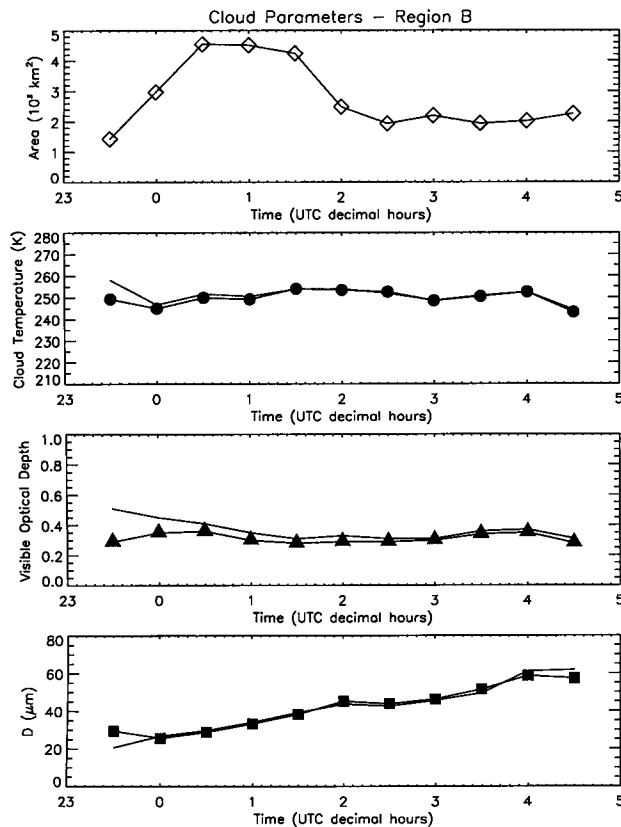 Cloud Parameters – Region B
Area (10³ km²)
5
4
3
2
1
0
23 0 1 2 3 4 5
Time (UTC decimal hours)
Cloud Temperature (K)
280
270
260
250
240
230
220
210
23 0 1 2 3 4 5
Time (UTC decimal hours)
Visible Optical Depth
1.0
0.8
0.6
0.4
0.2
0.0
23 0 1 2 3 4 5
Time (UTC decimal hours)
D (μm)
80
60
40
20
0
23 0 1 2 3 4 5
Time (UTC decimal hours)